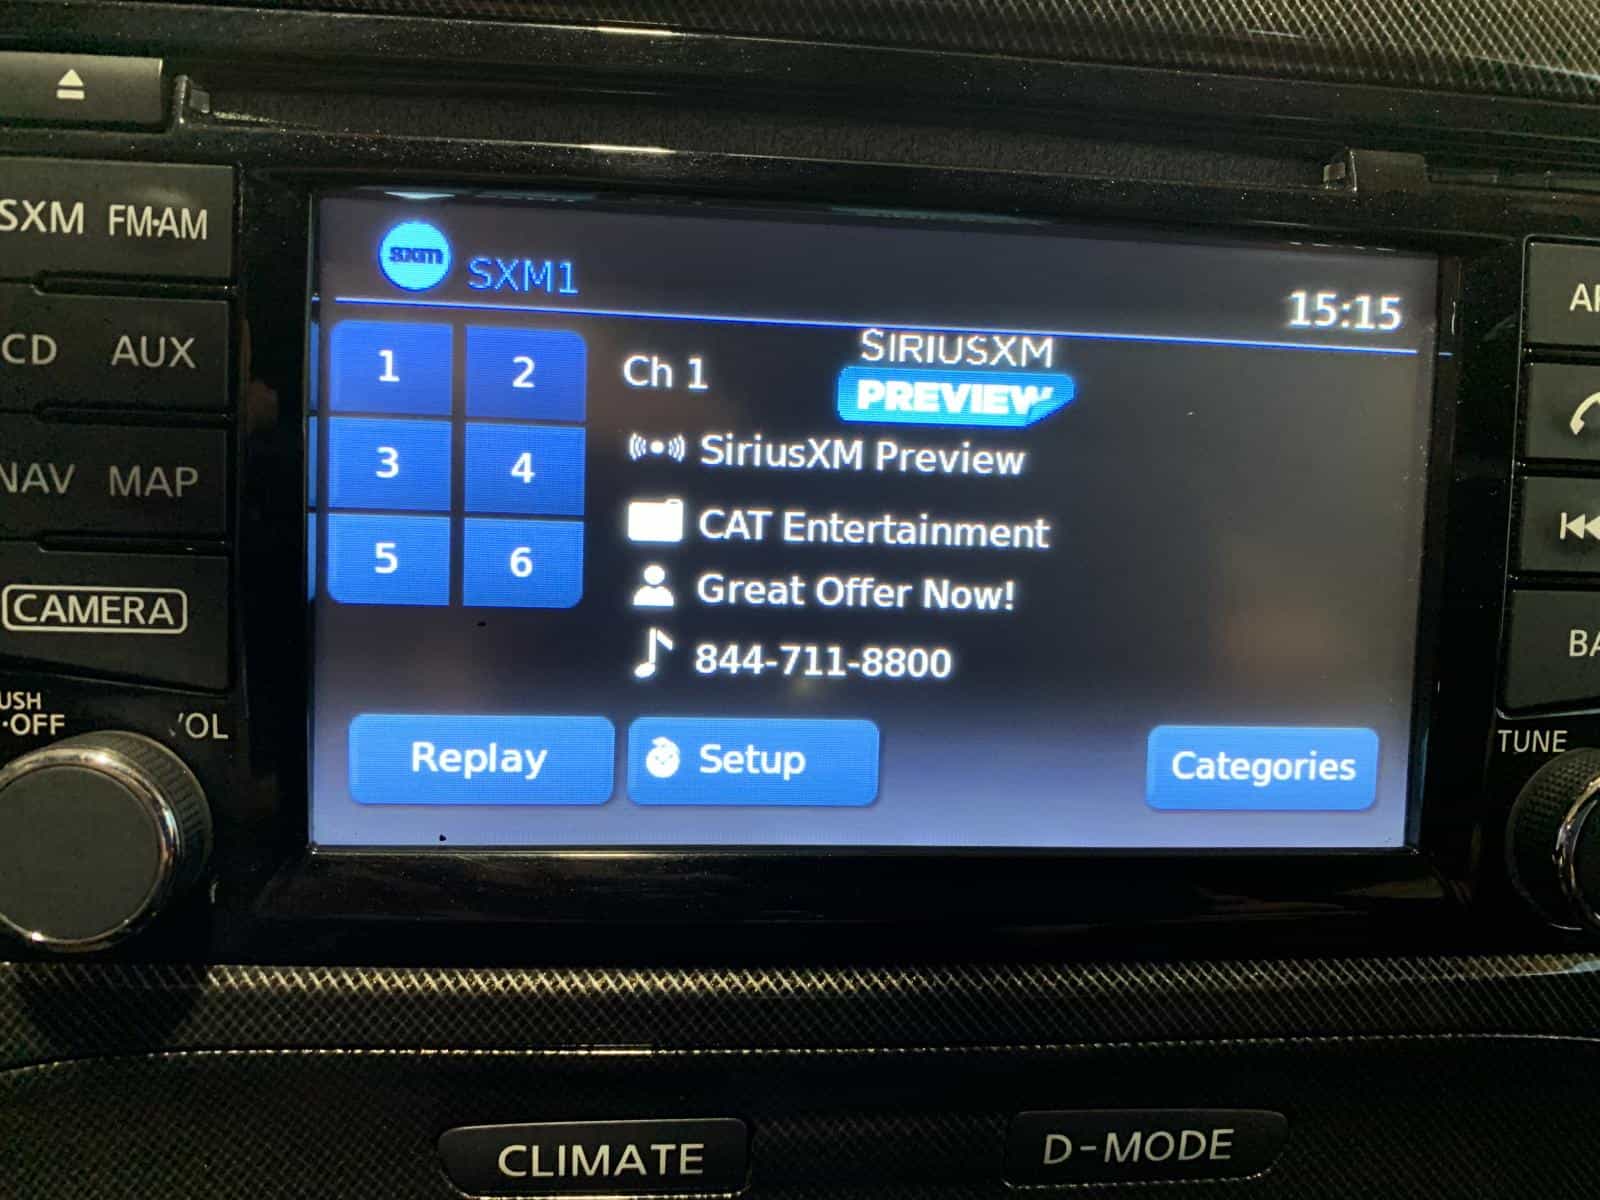 SXM FM·AM
CD AUX
NAV MAP
CAMERA
sxm SXM1
15:15
1 2
3 4
5 6
Ch 1
SIRIUSXM
PREVIEW
SiriusXM Preview
CAT Entertainment
Great Offer Now!
844-711-8800
Replay
Setup
Categories
TUNE
CLIMATE
D-MODE